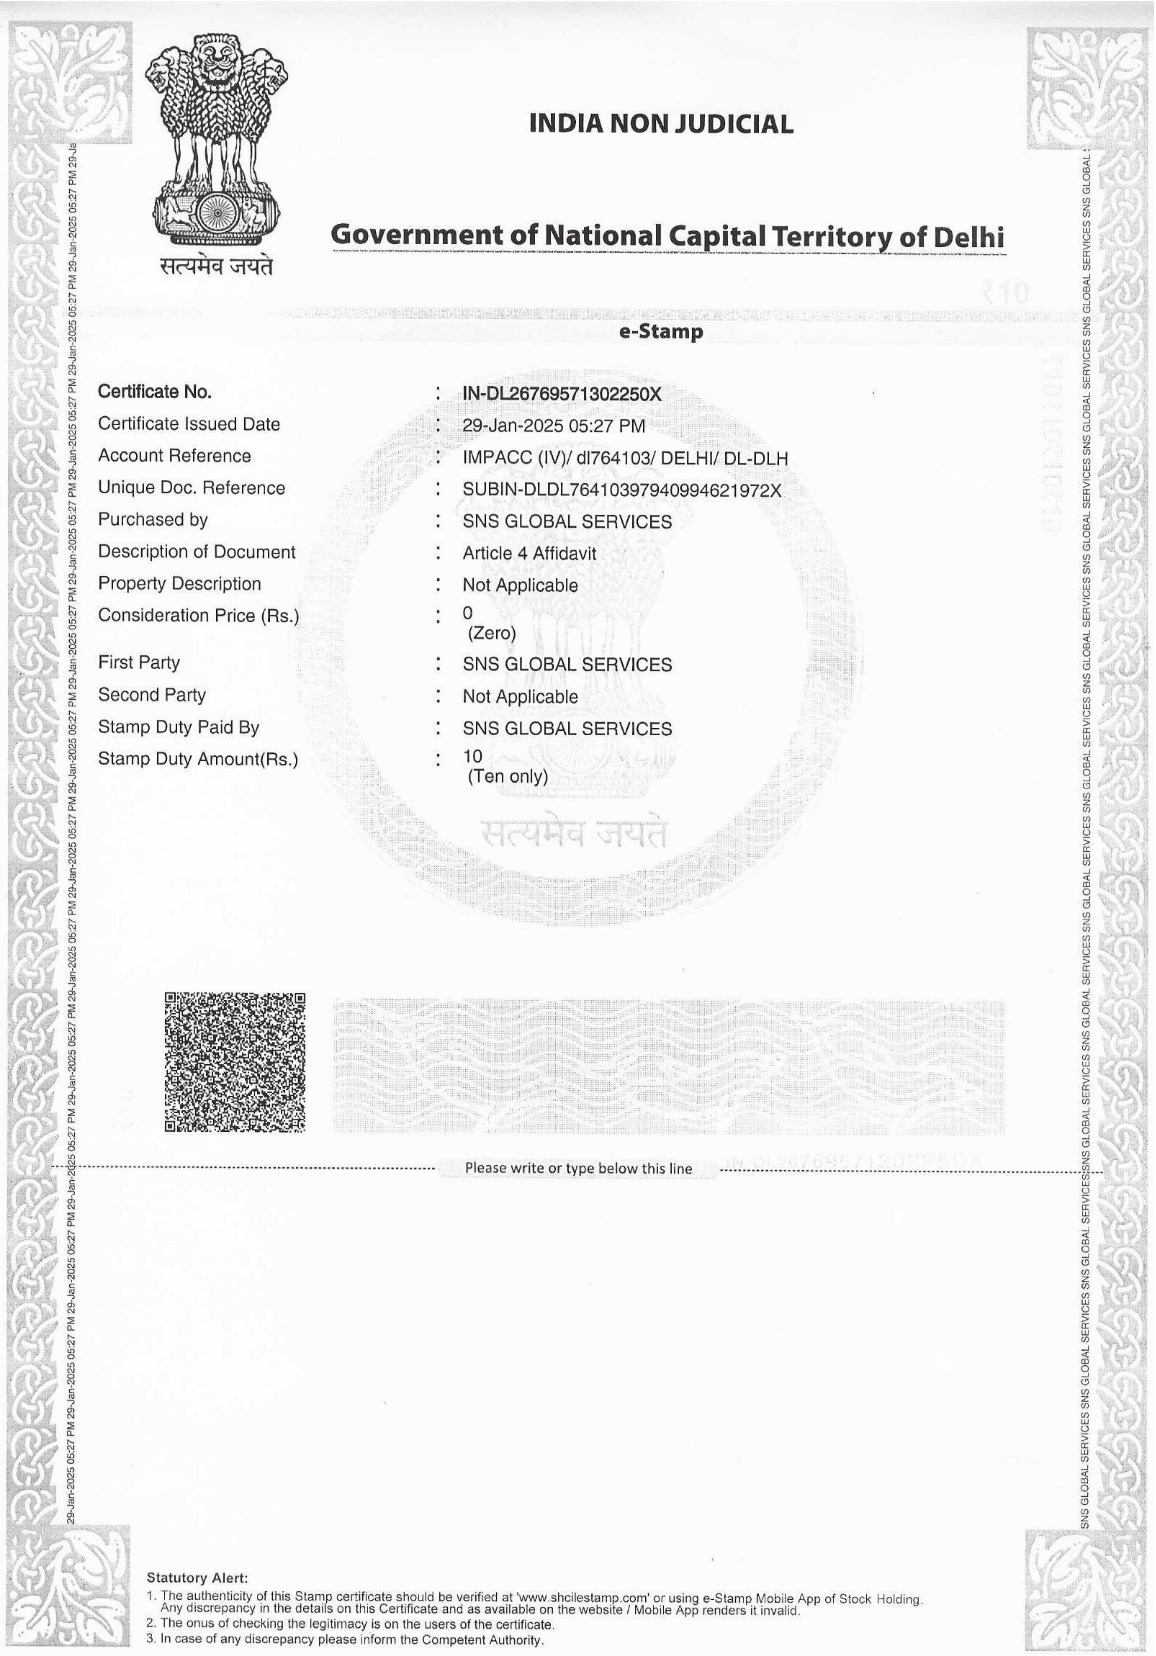 सत्यमेव जयते
INDIA NON JUDICIAL
Government of National Capital Territory of Delhi
₹10
e-Stamp
Certificate No. : IN-DL26769571302250X
Certificate Issued Date : 29-Jan-2025 05:27 PM
Account Reference : IMPACC (IV)/ dl764103/ DELHI/ DL-DLH
Unique Doc. Reference : SUBIN-DLDL76410397940994621972X
Purchased by : SNS GLOBAL SERVICES
Description of Document : Article 4 Affidavit
Property Description : Not Applicable
Consideration Price (Rs.) : 0
(Zero)
First Party : SNS GLOBAL SERVICES
Second Party : Not Applicable
Stamp Duty Paid By : SNS GLOBAL SERVICES
Stamp Duty Amount(Rs.) : 10
(Ten only)
सत्यमेव जयते
Please write or type below this line
IN-DL26769571302250X
Statutory Alert:
1. The authenticity of this Stamp certificate should be verified at 'www.shcilestamp.com' or using e-Stamp Mobile App of Stock Holding.
Any discrepancy in the details on this Certificate and as available on the website / Mobile App renders it invalid.
2. The onus of checking the legitimacy is on the users of the certificate.
3. In case of any discrepancy please inform the Competent Authority.